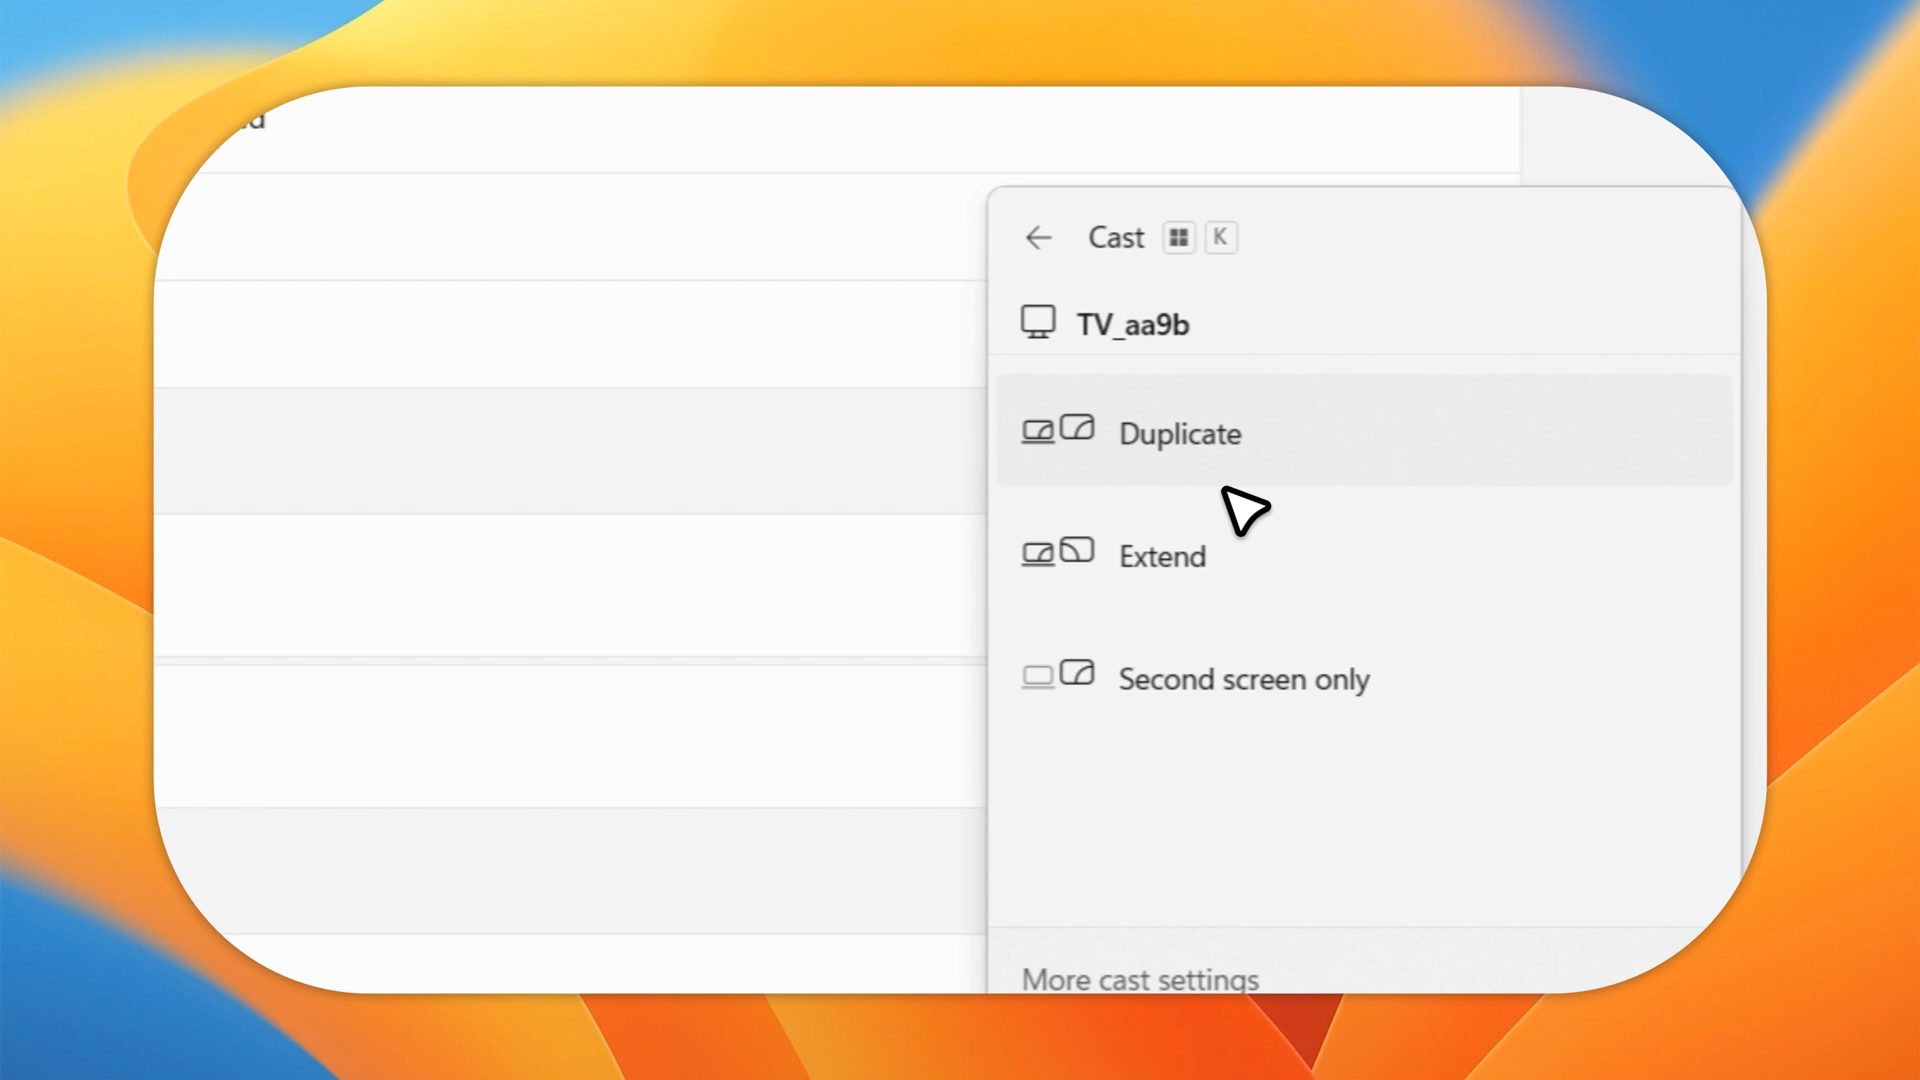 Cast K
TV_aa9b
Duplicate
Extend
Second screen only
More cast settings